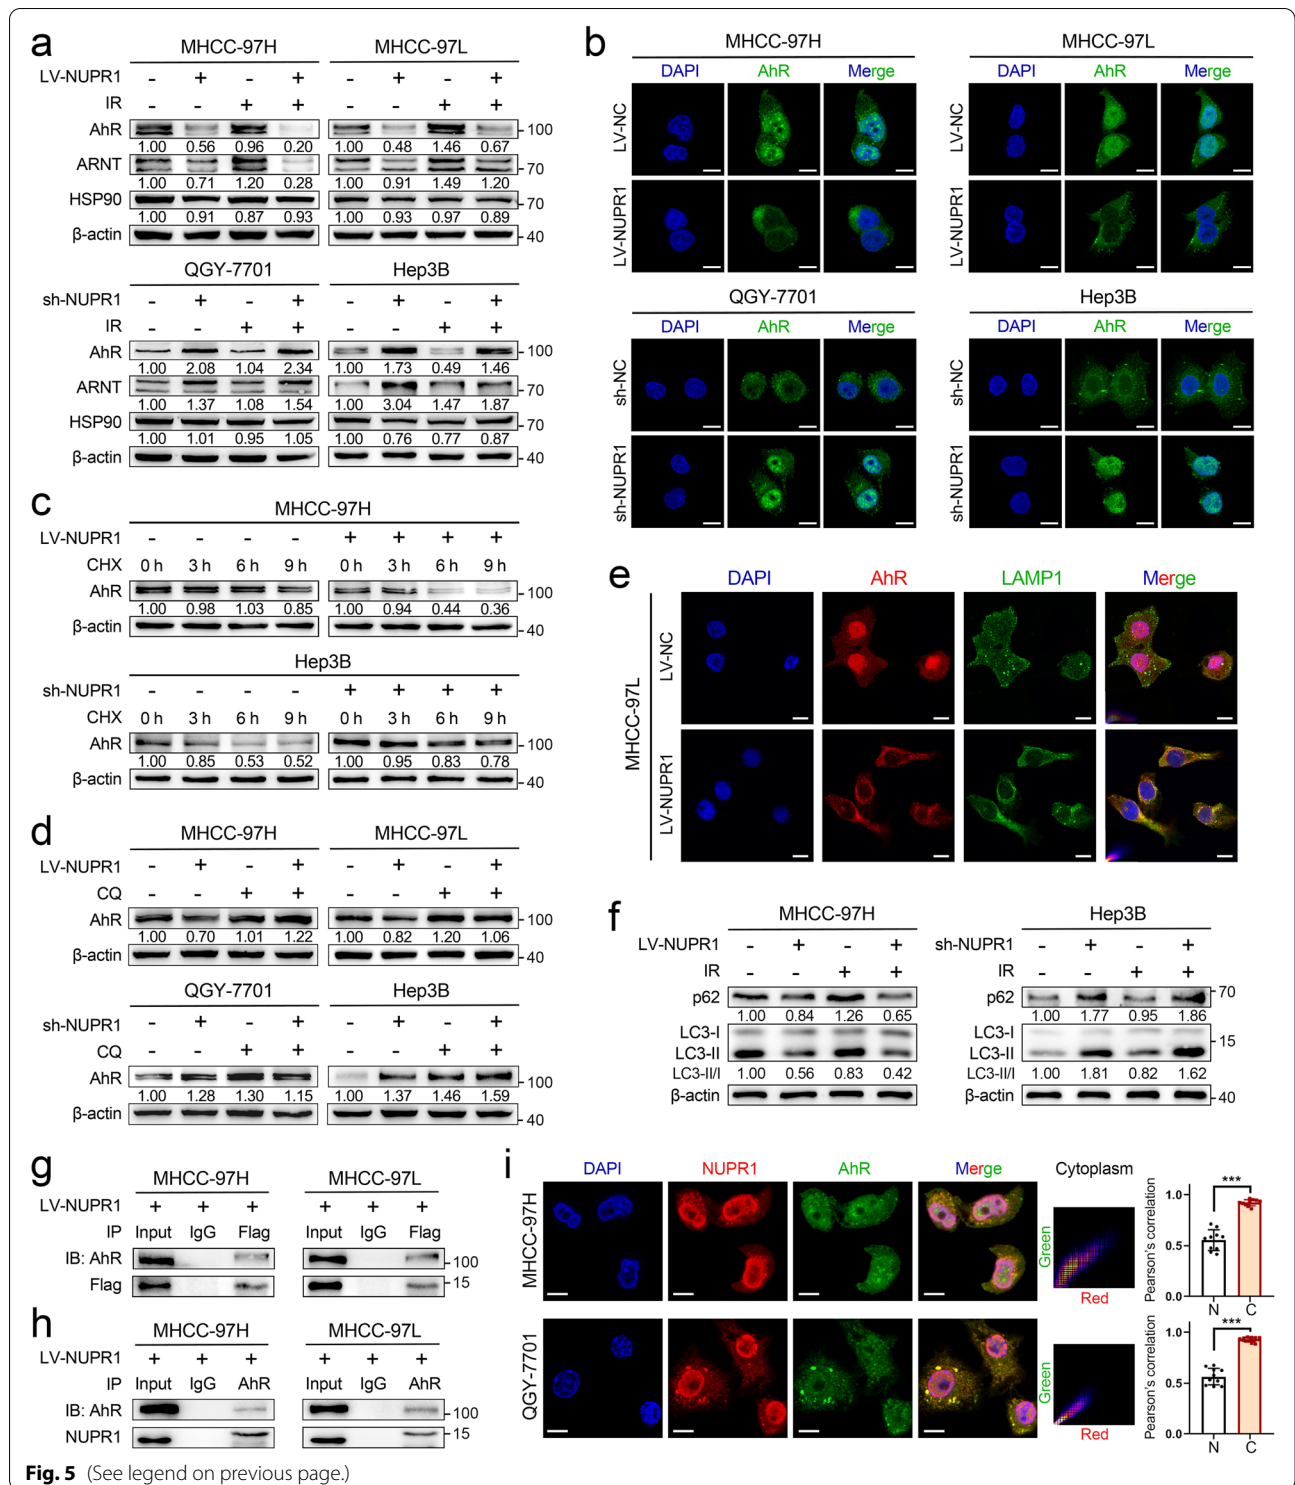 a
MHCC-97H MHCC-97L
LV-NUPR1 - + - + - + - +
IR - - + + - - + +
AhR 100
1.00 0.56 0.96 0.20 1.00 0.48 1.46 0.67
ARNT 70
1.00 0.71 1.20 0.28 1.00 0.91 1.49 1.20
HSP90 70
1.00 0.91 0.87 0.93 1.00 0.93 0.97 0.89
β-actin 40
QGY-7701 Hep3B
sh-NUPR1 - + - + - + - +
IR - - + + - - + +
AhR 100
1.00 2.08 1.04 2.34 1.00 1.73 0.49 1.46
ARNT 70
1.00 1.37 1.08 1.54 1.00 3.04 1.47 1.87
HSP90 70
1.00 1.01 0.95 1.05 1.00 0.76 0.77 0.87
β-actin 40
b
MHCC-97H MHCC-97L
DAPI AhR Merge DAPI AhR Merge
LV-NC LV-NC
LV-NUPR1 LV-NUPR1
QGY-7701 Hep3B
DAPI AhR Merge DAPI AhR Merge
sh-NC sh-NC
sh-NUPR1 sh-NUPR1
c
MHCC-97H
LV-NUPR1 - - - - + + + +
CHX 0 h 3 h 6 h 9 h 0 h 3 h 6 h 9 h
AhR 100
1.00 0.98 1.03 0.85 1.00 0.94 0.44 0.36
β-actin 40
Hep3B
sh-NUPR1 - - - - + + + +
CHX 0 h 3 h 6 h 9 h 0 h 3 h 6 h 9 h
AhR 100
1.00 0.85 0.53 0.52 1.00 0.95 0.83 0.78
β-actin 40
d
MHCC-97H MHCC-97L
LV-NUPR1 - + - + - + - +
CQ - - + + - - + +
AhR 100
1.00 0.70 1.01 1.22 1.00 0.82 1.20 1.06
β-actin 40
QGY-7701 Hep3B
sh-NUPR1 - + - + - + - +
CQ - - + + - - + +
AhR 100
1.00 1.28 1.30 1.15 1.00 1.37 1.46 1.59
β-actin 40
e
DAPI AhR LAMP1 Merge
MHCC-97L
LV-NC
LV-NUPR1
f
MHCC-97H Hep3B
LV-NUPR1 - + - + sh-NUPR1 - + - +
IR - - + + IR - - + +
p62 p62 70
1.00 0.84 1.26 0.65 1.00 1.77 0.95 1.86
LC3-I LC3-I 15
LC3-II LC3-II
LC3-II/I 1.00 0.56 0.83 0.42 LC3-II/I 1.00 1.81 0.82 1.62
β-actin β-actin 40
g
MHCC-97H MHCC-97L
LV-NUPR1 + + + + + +
IP Input IgG Flag Input IgG Flag
IB: AhR 100
Flag 15
h
MHCC-97H MHCC-97L
LV-NUPR1 + + + + + +
IP Input IgG AhR Input IgG AhR
IB: AhR 100
NUPR1 15
i
DAPI NUPR1 AhR Merge Cytoplasm
MHCC-97H
Green
Red
Pearson's correlation
1.0
0.5
0.0
***
N C
QGY-7701
Green
Red
Pearson's correlation
1.0
0.5
0.0
***
N C
Fig. 5 (See legend on previous page.)